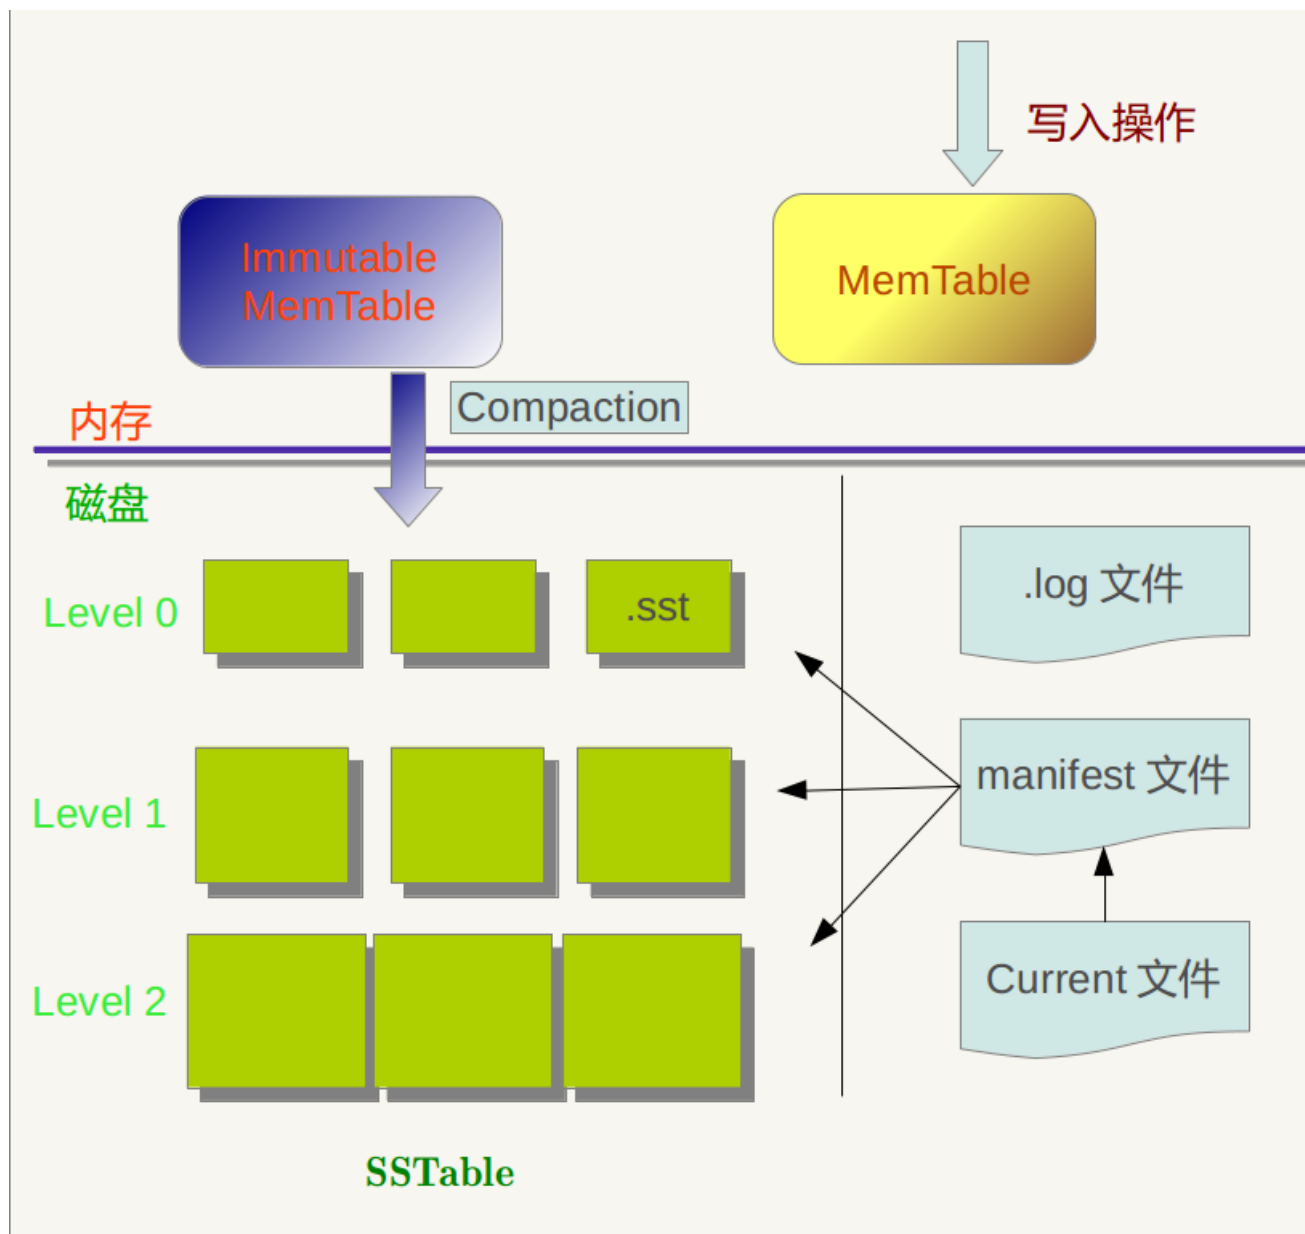 写入操作
Immutable
MemTable
MemTable
Compaction
内存
磁盘
Level 0
.sst
.log 文件
Level 1
manifest 文件
Level 2
Current 文件
SSTable